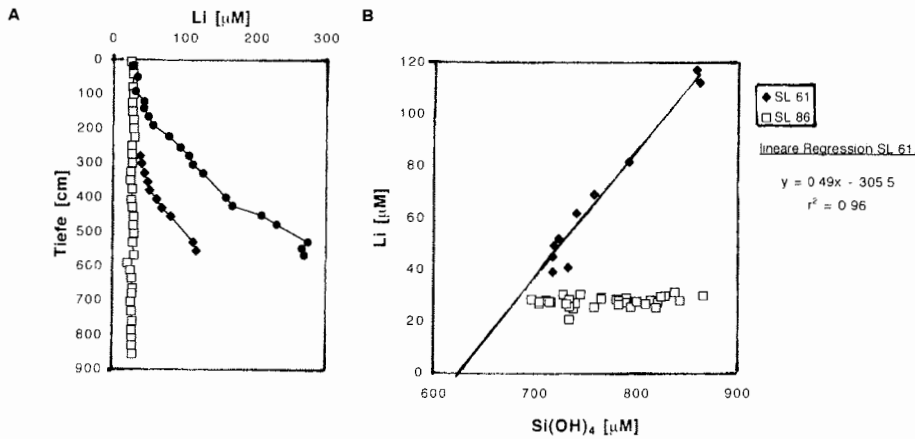 A
Li [µM]
0 100 200 300
0
100
200
300
400
500
600
700
800
900
Tiefe [cm]
B
120
100
80
60
40
20
0
Li [µM]
600 700 800 900
Si(OH)4 [µM]
SL 61
SL 86
lineare Regression SL 61
y = 0 49x - 305 5
r² = 0 96